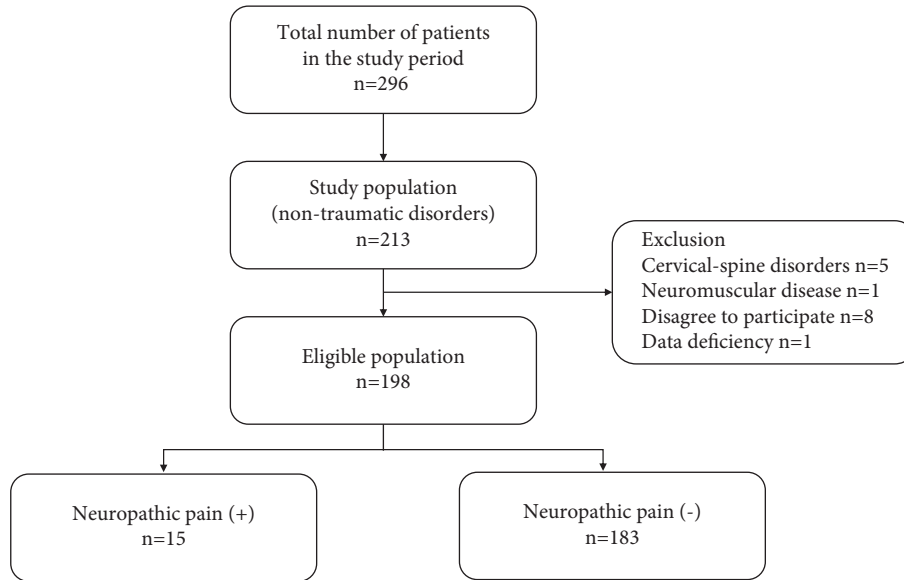 Total number of patients
in the study period
n=296
Study population
(non-traumatic disorders)
n=213
Exclusion
Cervical-spine disorders n=5
Neuromuscular disease n=1
Disagree to participate n=8
Data deficiency n=1
Eligible population
n=198
Neuropathic pain (+)
n=15
Neuropathic pain (-)
n=183